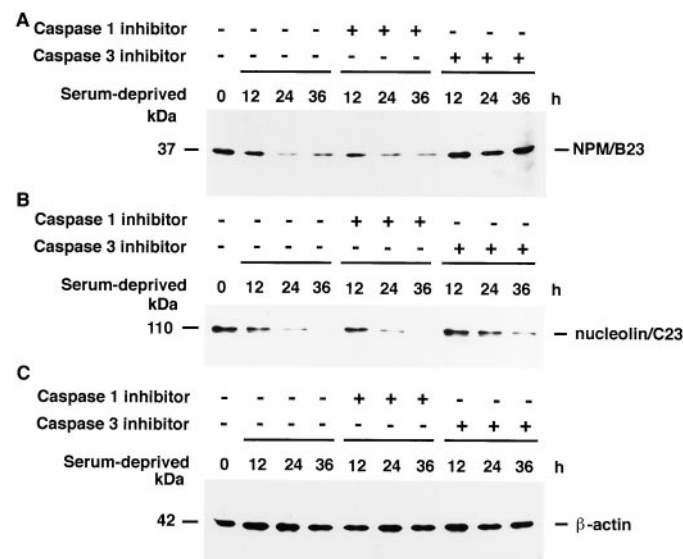 A
Caspase 1 inhibitor - - - - + + + - - -
Caspase 3 inhibitor - - - - - - - + + +
Serum-deprived 0 12 24 36 12 24 36 12 24 36 h
kDa
37 — — NPM/B23
B
Caspase 1 inhibitor - - - - + + + - - -
Caspase 3 inhibitor - - - - - - - + + +
Serum-deprived 0 12 24 36 12 24 36 12 24 36 h
kDa
110 — — nucleolin/C23
C
Caspase 1 inhibitor - - - - + + + - - -
Caspase 3 inhibitor - - - - - - - + + +
Serum-deprived 0 12 24 36 12 24 36 12 24 36 h
kDa
42 — — β-actin